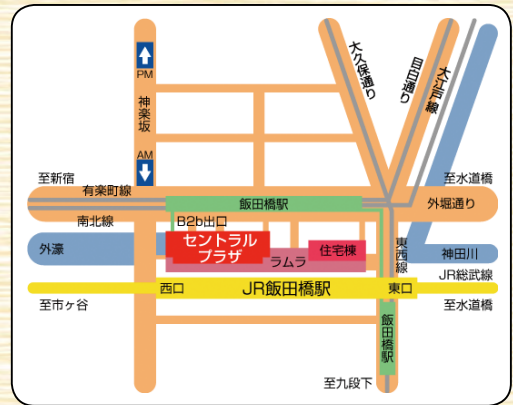 PM
神楽坂
AM
大久保通り
目白通り
大江戸線
至新宿
有楽町線
飯田橋駅
至水道橋
外堀通り
南北線
B2b出口
外濠
セントラル
プラザ
ラムラ
住宅棟
東西線
神田川
JR総武線
西口
JR飯田橋駅
東口
至市ヶ谷
至水道橋
飯田橋駅
至九段下